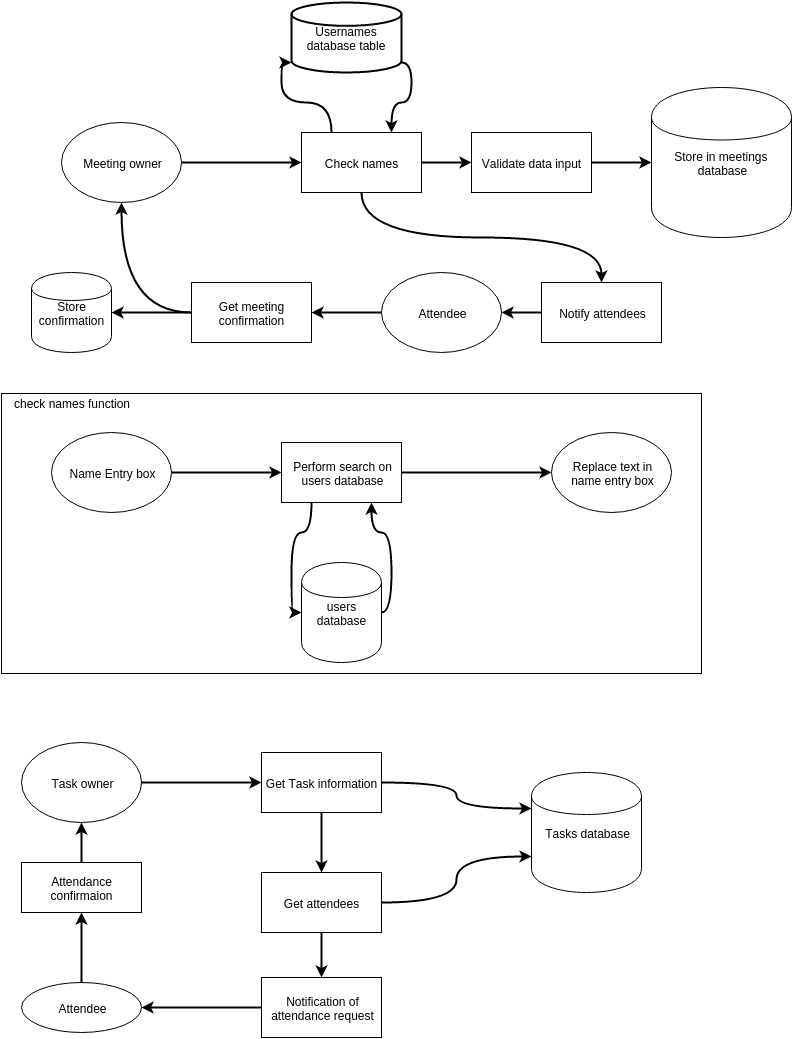 Usernames
database table
Meeting owner
Check names
Validate data input
Store in meetings
database
Store
confirmation
Get meeting
confirmation
Attendee
Notify attendees
check names function
Name Entry box
Perform search on
users database
Replace text in
name entry box
users
database
Task owner
Get Task information
Tasks database
Attendance
confirmaion
Get attendees
Attendee
Notification of
attendance request